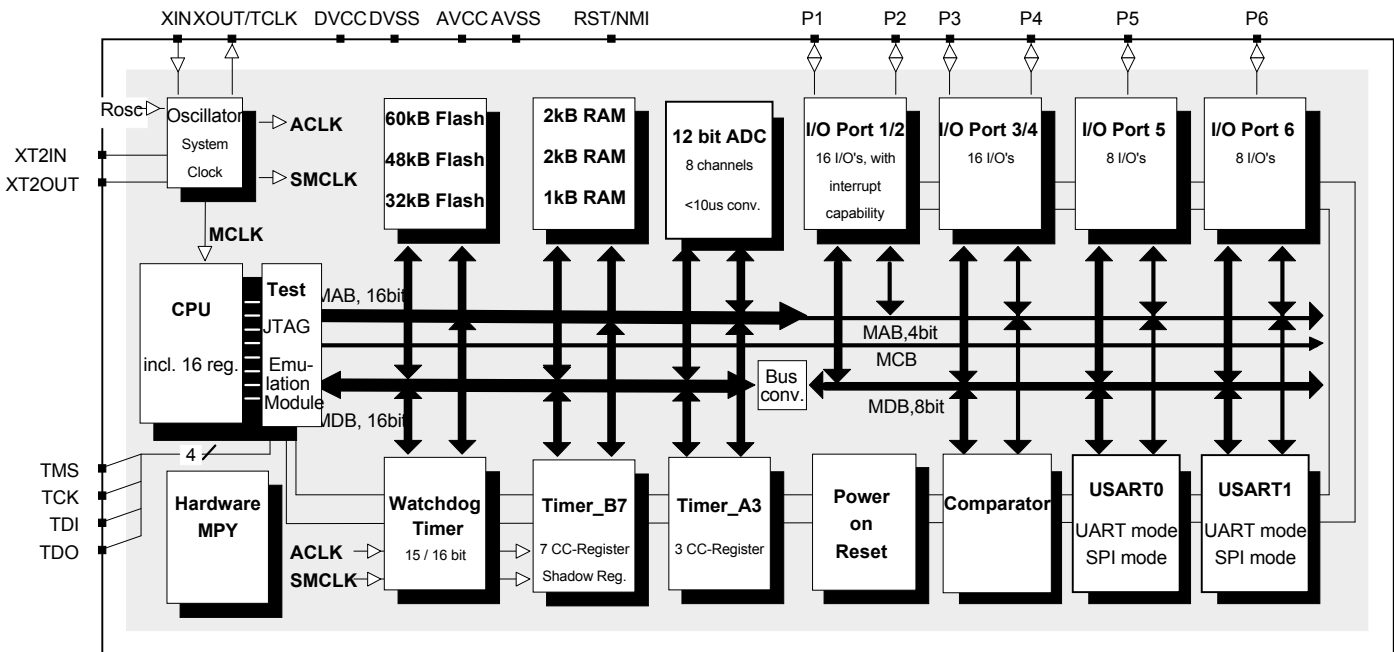 XIN XOUT/TCLK DVCC DVSS AVCC AVSS RST/NMI P1 P2 P3 P4 P5 P6
Rosc
Oscillator
System
Clock
ACLK
SMCLK
XT2IN
XT2OUT
MCLK
60kB Flash
48kB Flash
32kB Flash
2kB RAM
2kB RAM
1kB RAM
12 bit ADC
8 channels
<10us conv.
I/O Port 1/2
16 I/O's, with
interrupt
capability
I/O Port 3/4
16 I/O's
I/O Port 5
8 I/O's
I/O Port 6
8 I/O's
CPU
incl. 16 reg.
Test
JTAG
Emu-
lation
Module
MAB, 16bit
MAB,4bit
MCB
MDB, 16bit
Bus
conv.
MDB,8bit
4
TMS
TCK
TDI
TDO
Hardware
MPY
ACLK
SMCLK
Watchdog
Timer
15 / 16 bit
Timer_B7
7 CC-Register
Shadow Reg.
Timer_A3
3 CC-Register
Power
on
Reset
Comparator
USART0
UART mode
SPI mode
USART1
UART mode
SPI mode